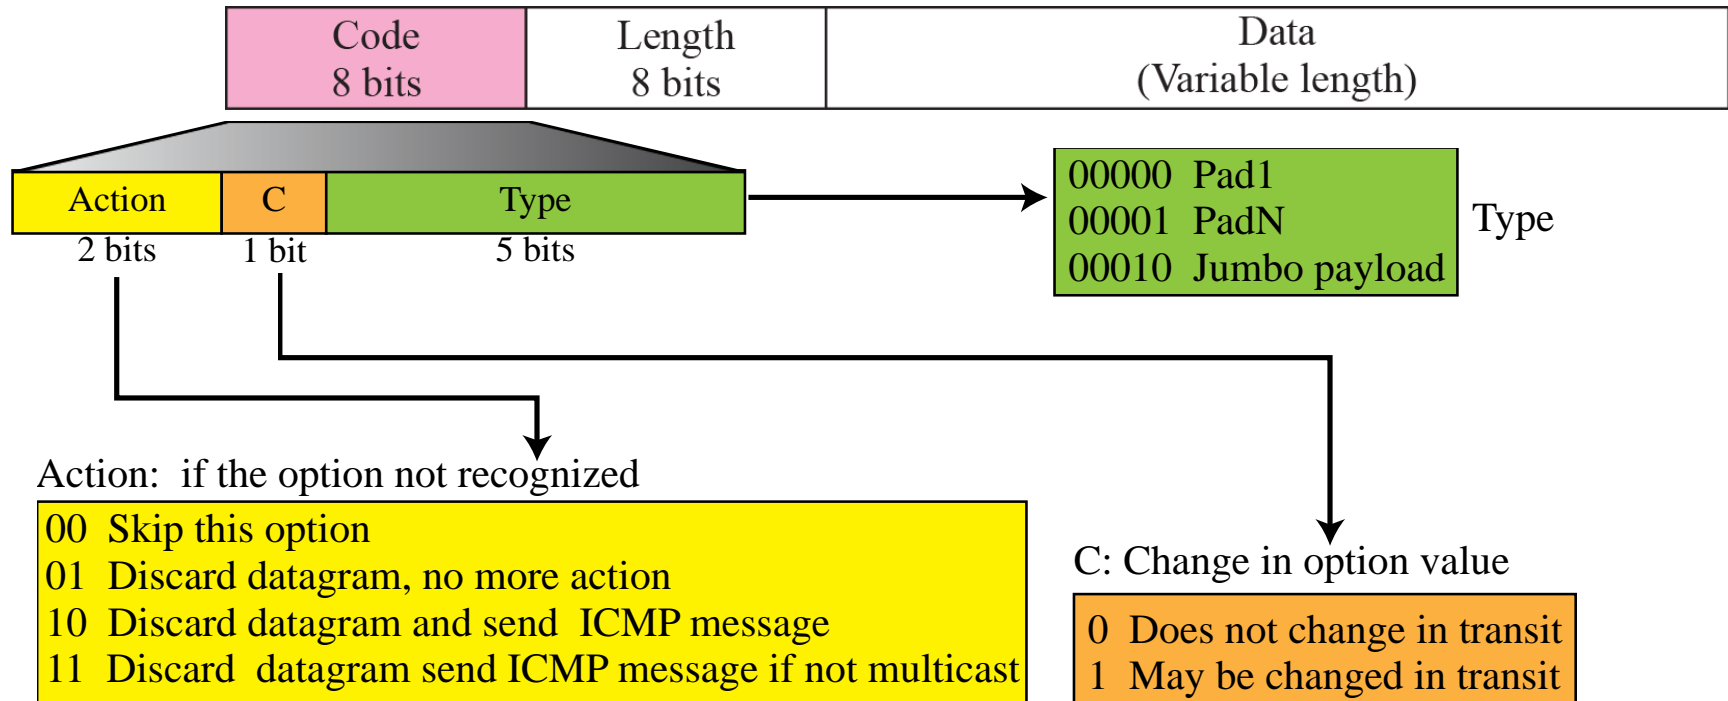 Code
8 bits
Length
8 bits
Data
(Variable length)
Action
C
Type
2 bits
1 bit
5 bits
00000 Pad1
00001 PadN
00010 Jumbo payload
Type
Action: if the option not recognized
00 Skip this option
01 Discard datagram, no more action
10 Discard datagram and send ICMP message
11 Discard datagram send ICMP message if not multicast
C: Change in option value
0 Does not change in transit
1 May be changed in transit